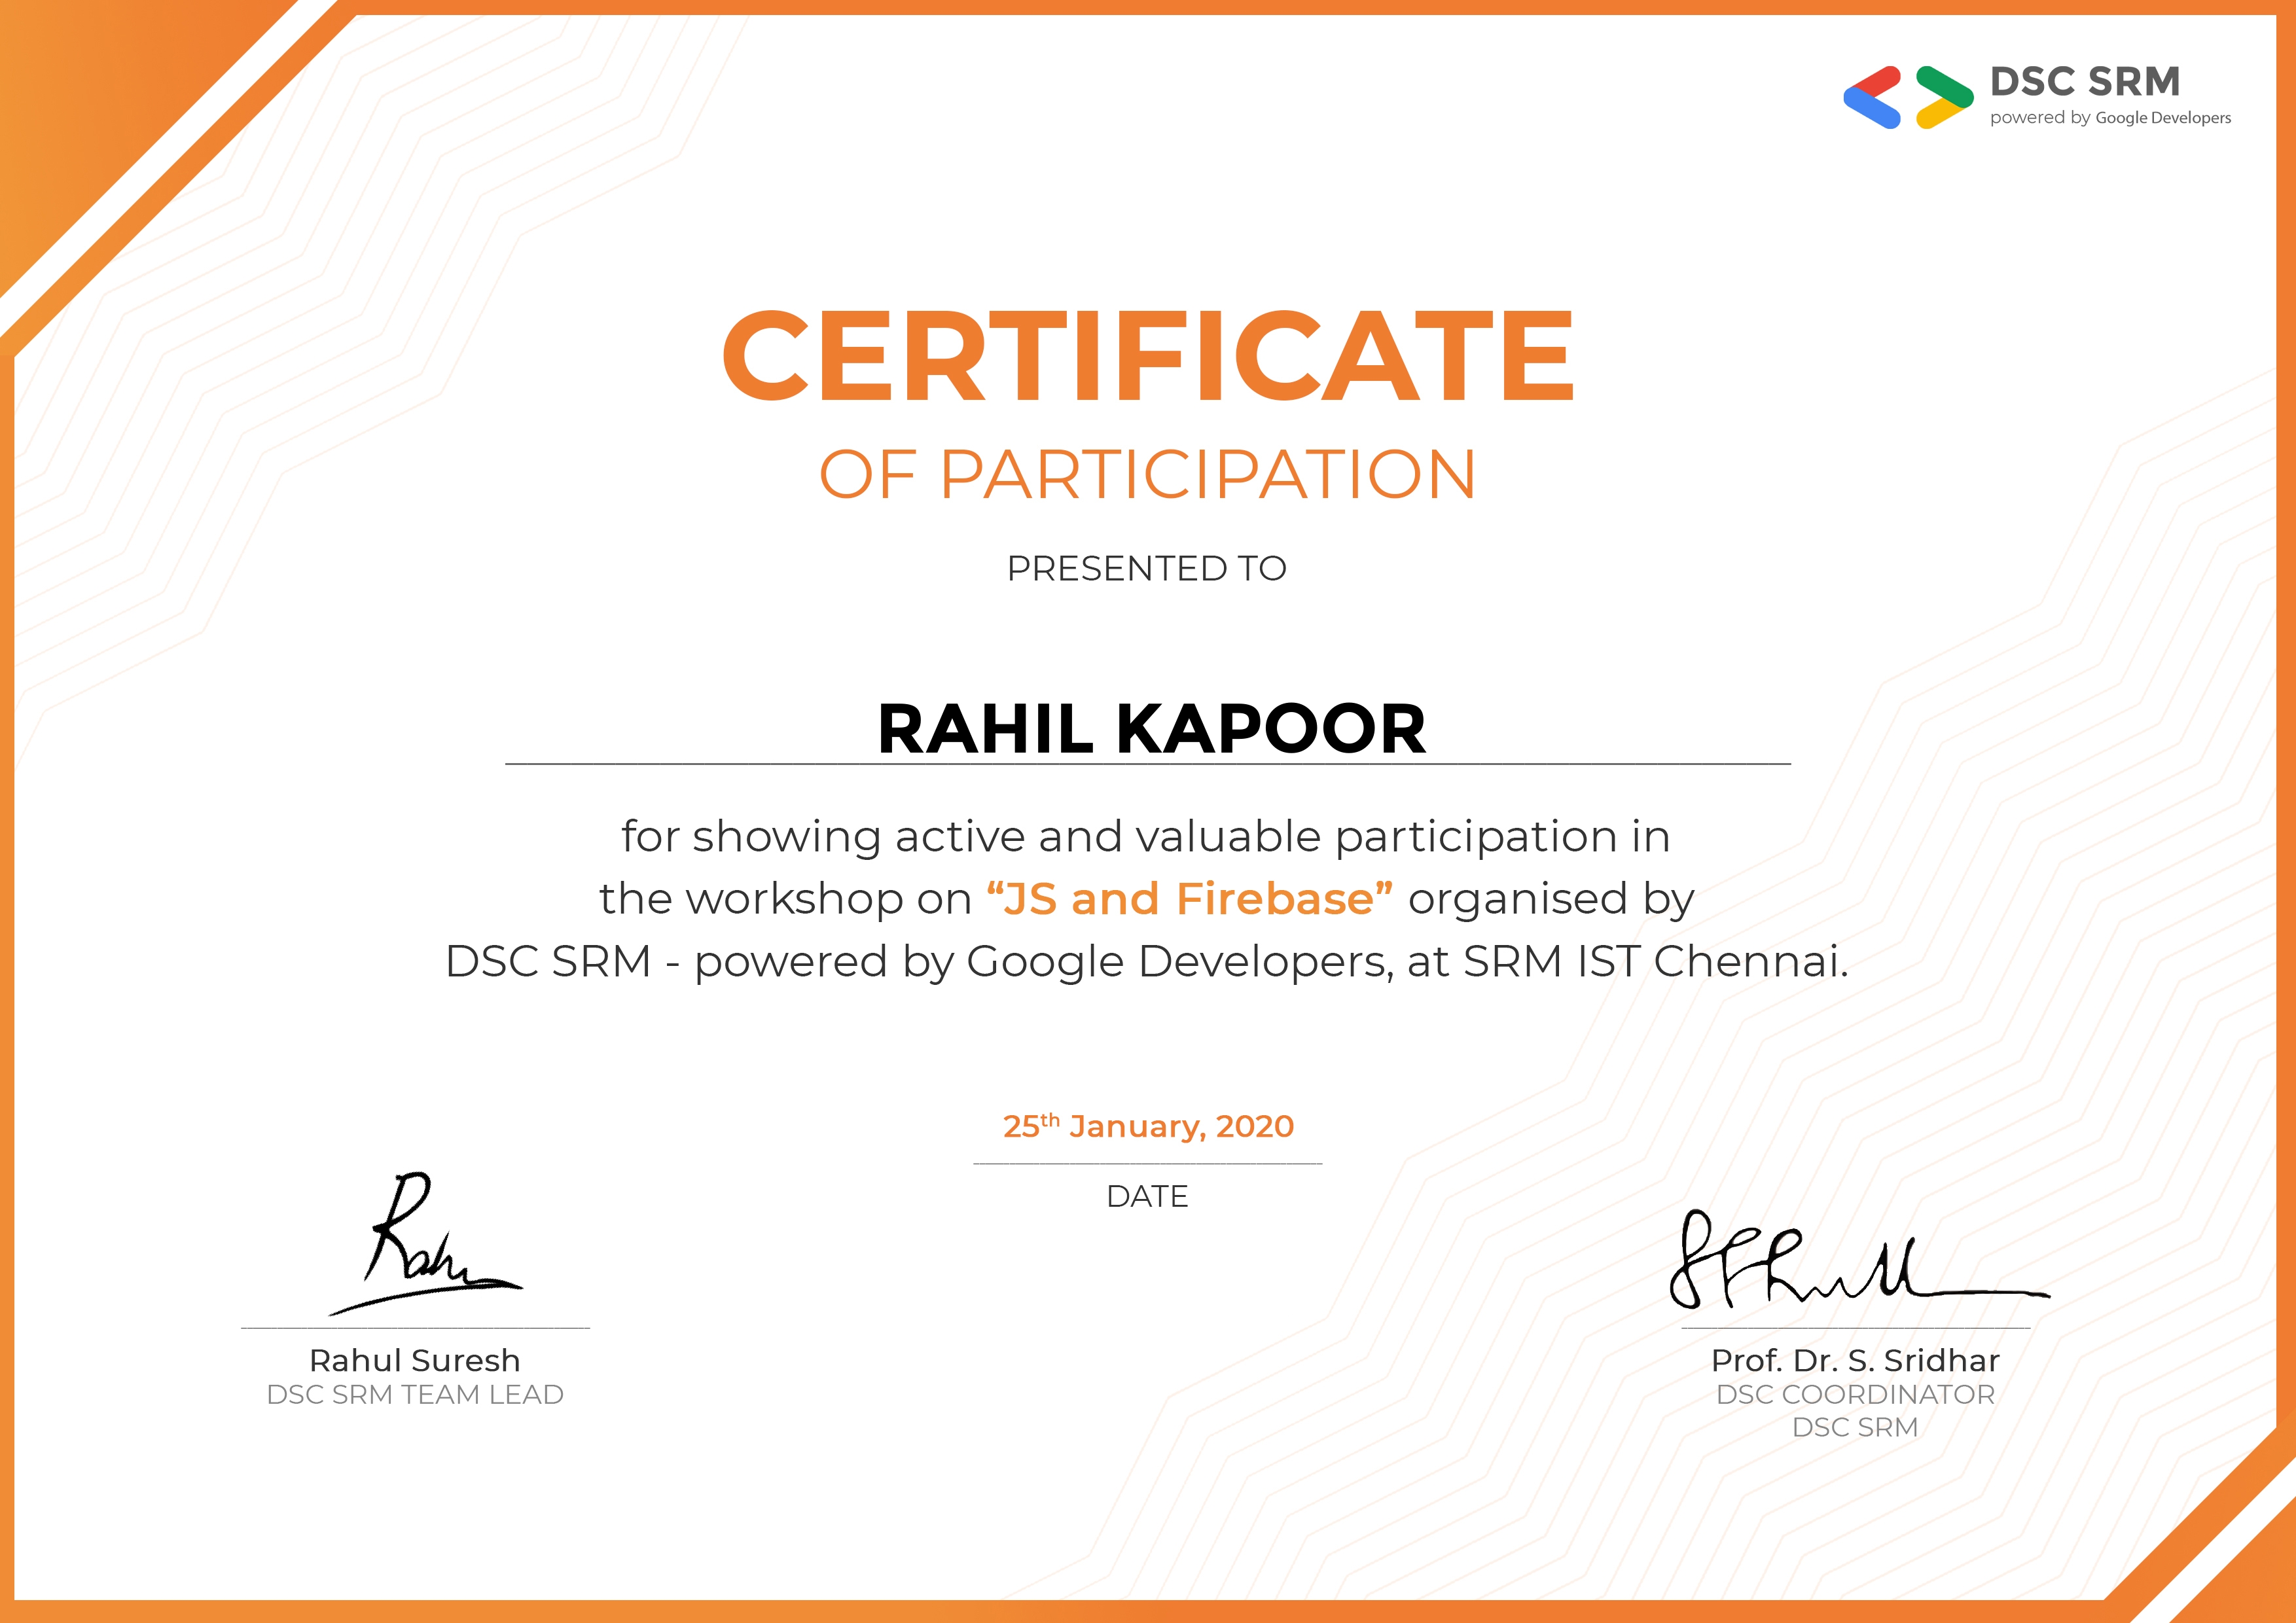 DSC SRM
powered by Google Developers
CERTIFICATE
OF PARTICIPATION
PRESENTED TO
RAHIL KAPOOR
for showing active and valuable participation in
the workshop on “JS and Firebase” organised by
DSC SRM - powered by Google Developers, at SRM IST Chennai.
25th January, 2020
DATE
Rahul Suresh
DSC SRM TEAM LEAD
Prof. Dr. S. Sridhar
DSC COORDINATOR
DSC SRM